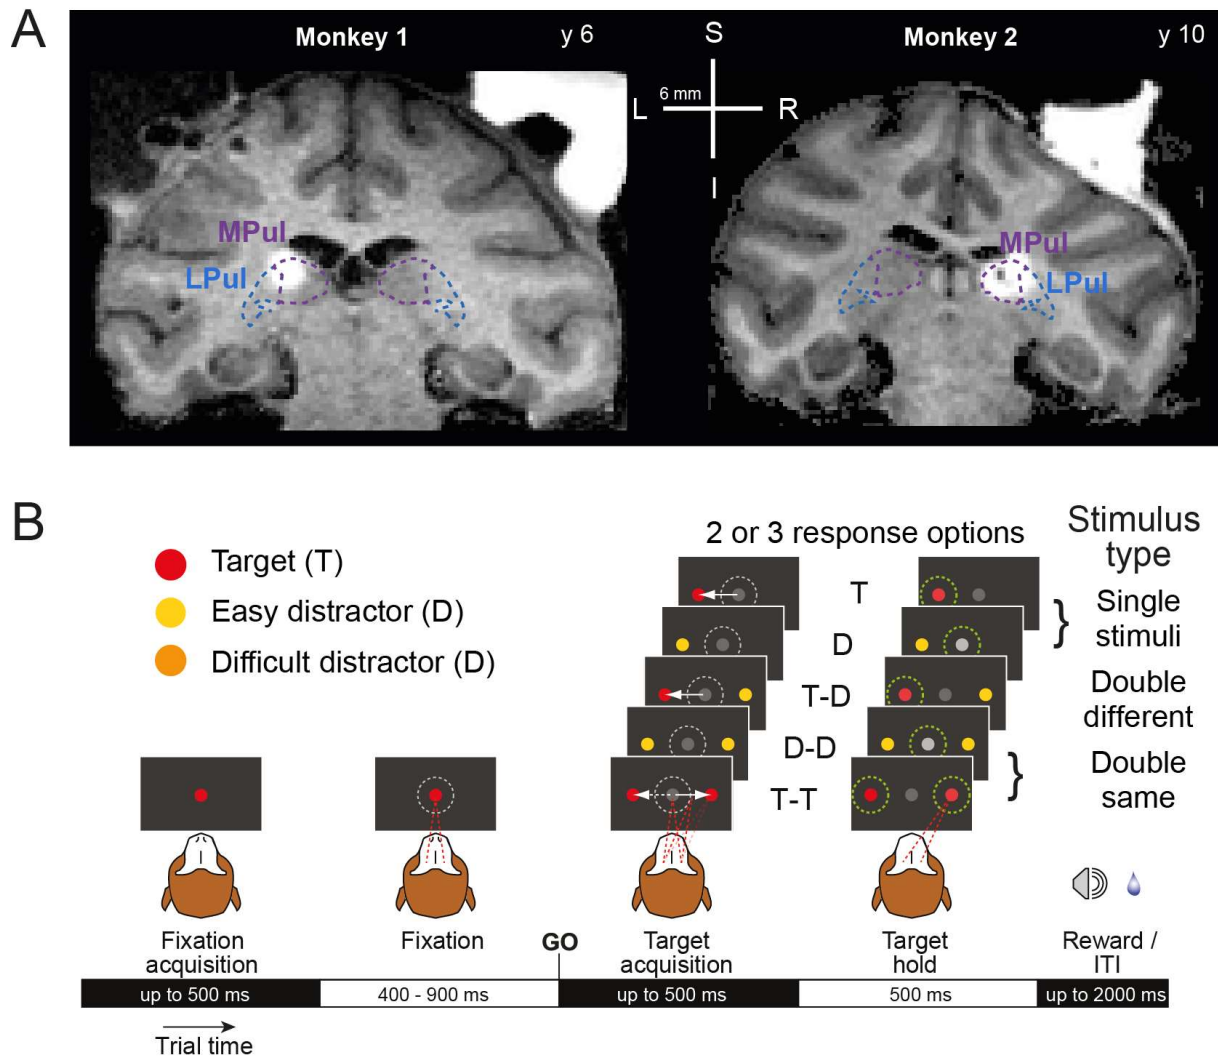 A
Monkey 1
y 6
S
Monkey 2
y 10
6 mm
L
R
I
MPul
LPul
MPul
LPul
B
Target (T)
Easy distractor (D)
Difficult distractor (D)
2 or 3 response options
Stimulus
type
T
D
T-D
D-D
T-T
Single
stimuli
Double
different
Double
same
Fixation
acquisition
Fixation
GO
Target
acquisition
Target
hold
Reward /
ITI
up to 500 ms
400 - 900 ms
up to 500 ms
500 ms
up to 2000 ms
Trial time